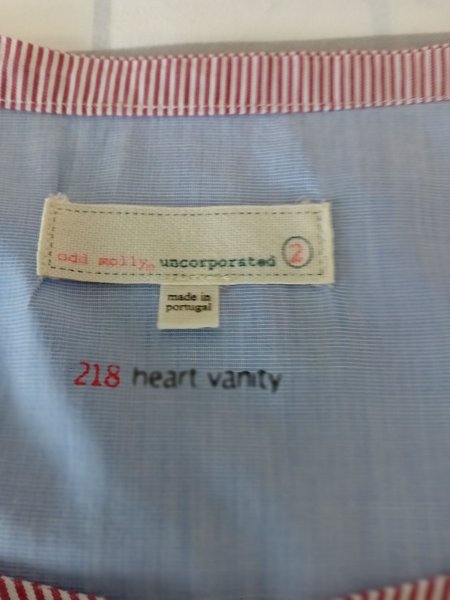 odd molly® uncorporated 2
made in
portugal
218 heart vanity